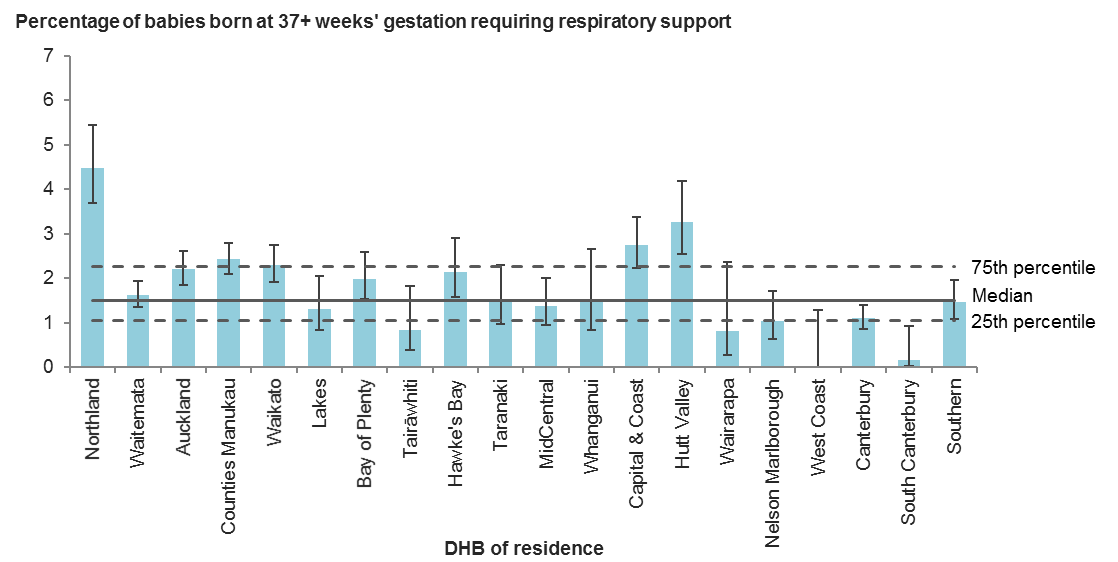 Percentage of babies born at 37+ weeks' gestation requiring respiratory support
7
6
5
4
3
2
1
0
75th percentile
Median
25th percentile
Northland
Waitemata
Auckland
Counties Manukau
Waikato
Lakes
Bay of Plenty
Tairāwhiti
Hawke's Bay
Taranaki
MidCentral
Whanganui
Capital & Coast
Hutt Valley
Wairarapa
Nelson Marlborough
West Coast
Canterbury
South Canterbury
Southern
DHB of residence